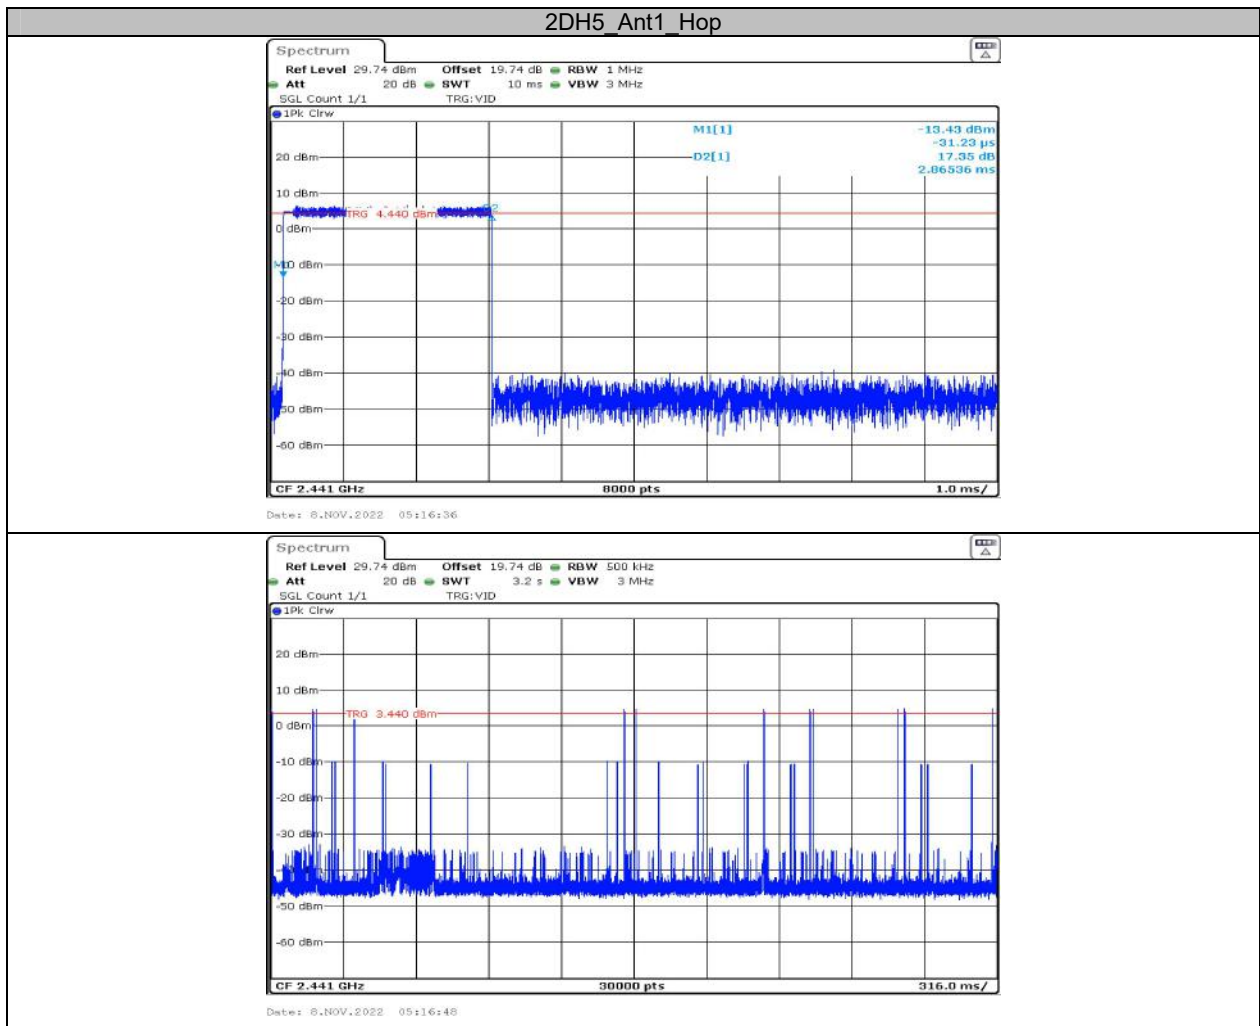 2DH5_Ant1_Hop
Spectrum
Ref Level 29.74 dBm Offset 19.74 dB RBW 1 MHz
Att 20 dB SWT 10 ms VBW 3 MHz
SGL Count 1/1 TRG:VID
1Pk Clrw
M1[1] -13.43 dBm
-31.23 µs
D2[1] 17.35 dB
2.86536 ms
20 dBm
10 dBm
TRG 4.440 dBm
0 dBm
-10 dBm
-20 dBm
-30 dBm
-40 dBm
-50 dBm
-60 dBm
CF 2.441 GHz 8000 pts 1.0 ms/
Date: 8.NOV.2022 05:16:36
Spectrum
Ref Level 29.74 dBm Offset 19.74 dB RBW 500 kHz
Att 20 dB SWT 3.2 s VBW 3 MHz
SGL Count 1/1 TRG:VID
1Pk Clrw
20 dBm
10 dBm
TRG 3.440 dBm
0 dBm
-10 dBm
-20 dBm
-30 dBm
-50 dBm
-60 dBm
CF 2.441 GHz 30000 pts 316.0 ms/
Date: 8.NOV.2022 05:16:48